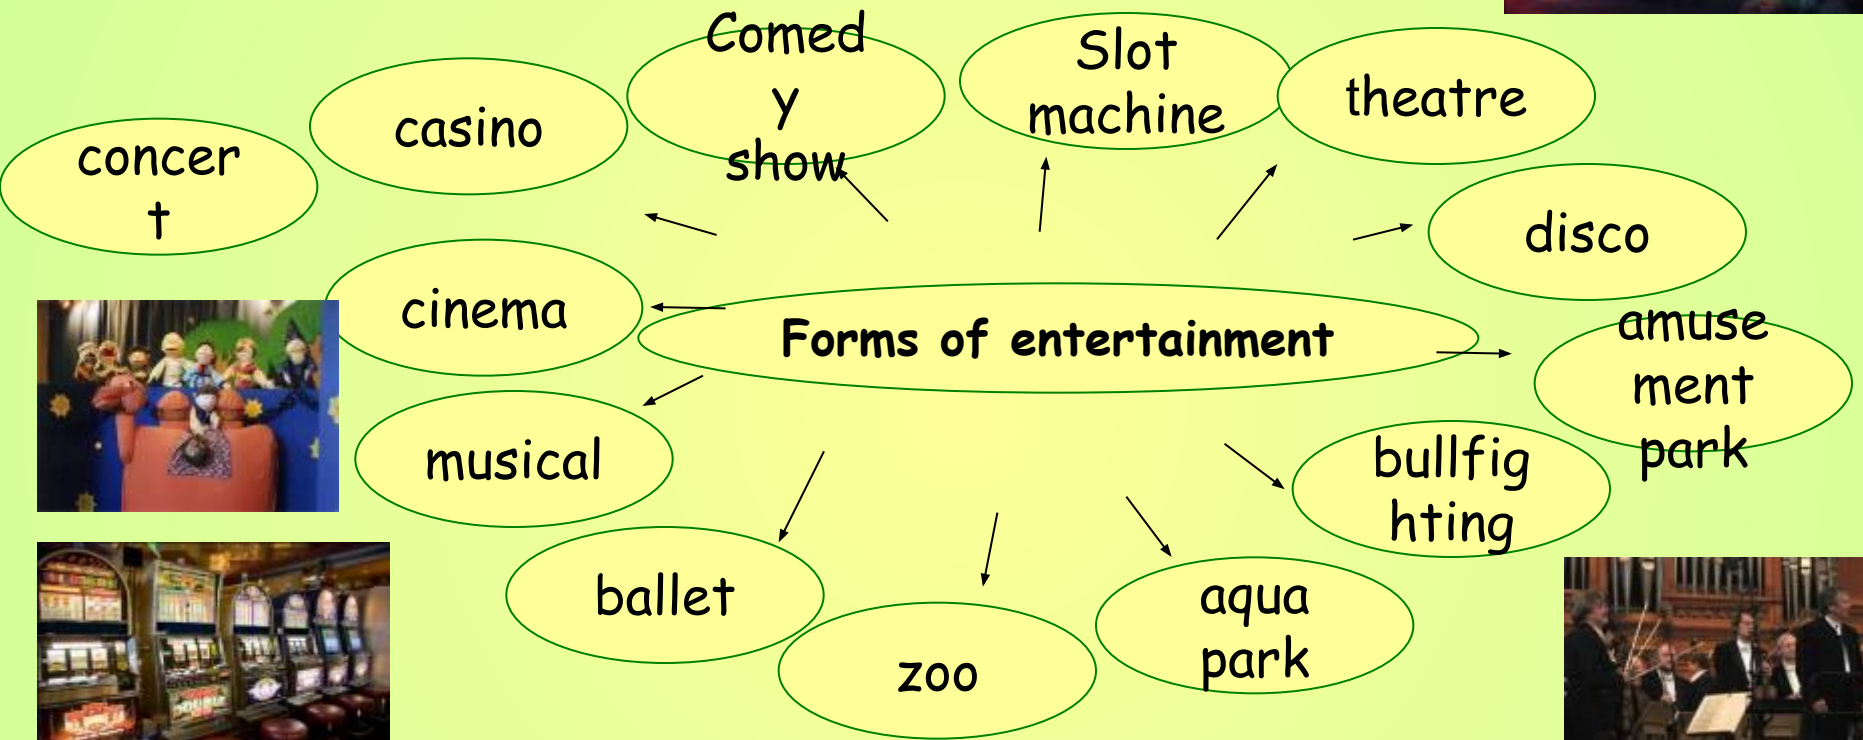 Comed
y
show
Slot
machine
theatre
casino
concer
t
disco
cinema
Forms of entertainment
amuse
ment
park
musical
bullfig
hting
ballet
aqua
park
zoo